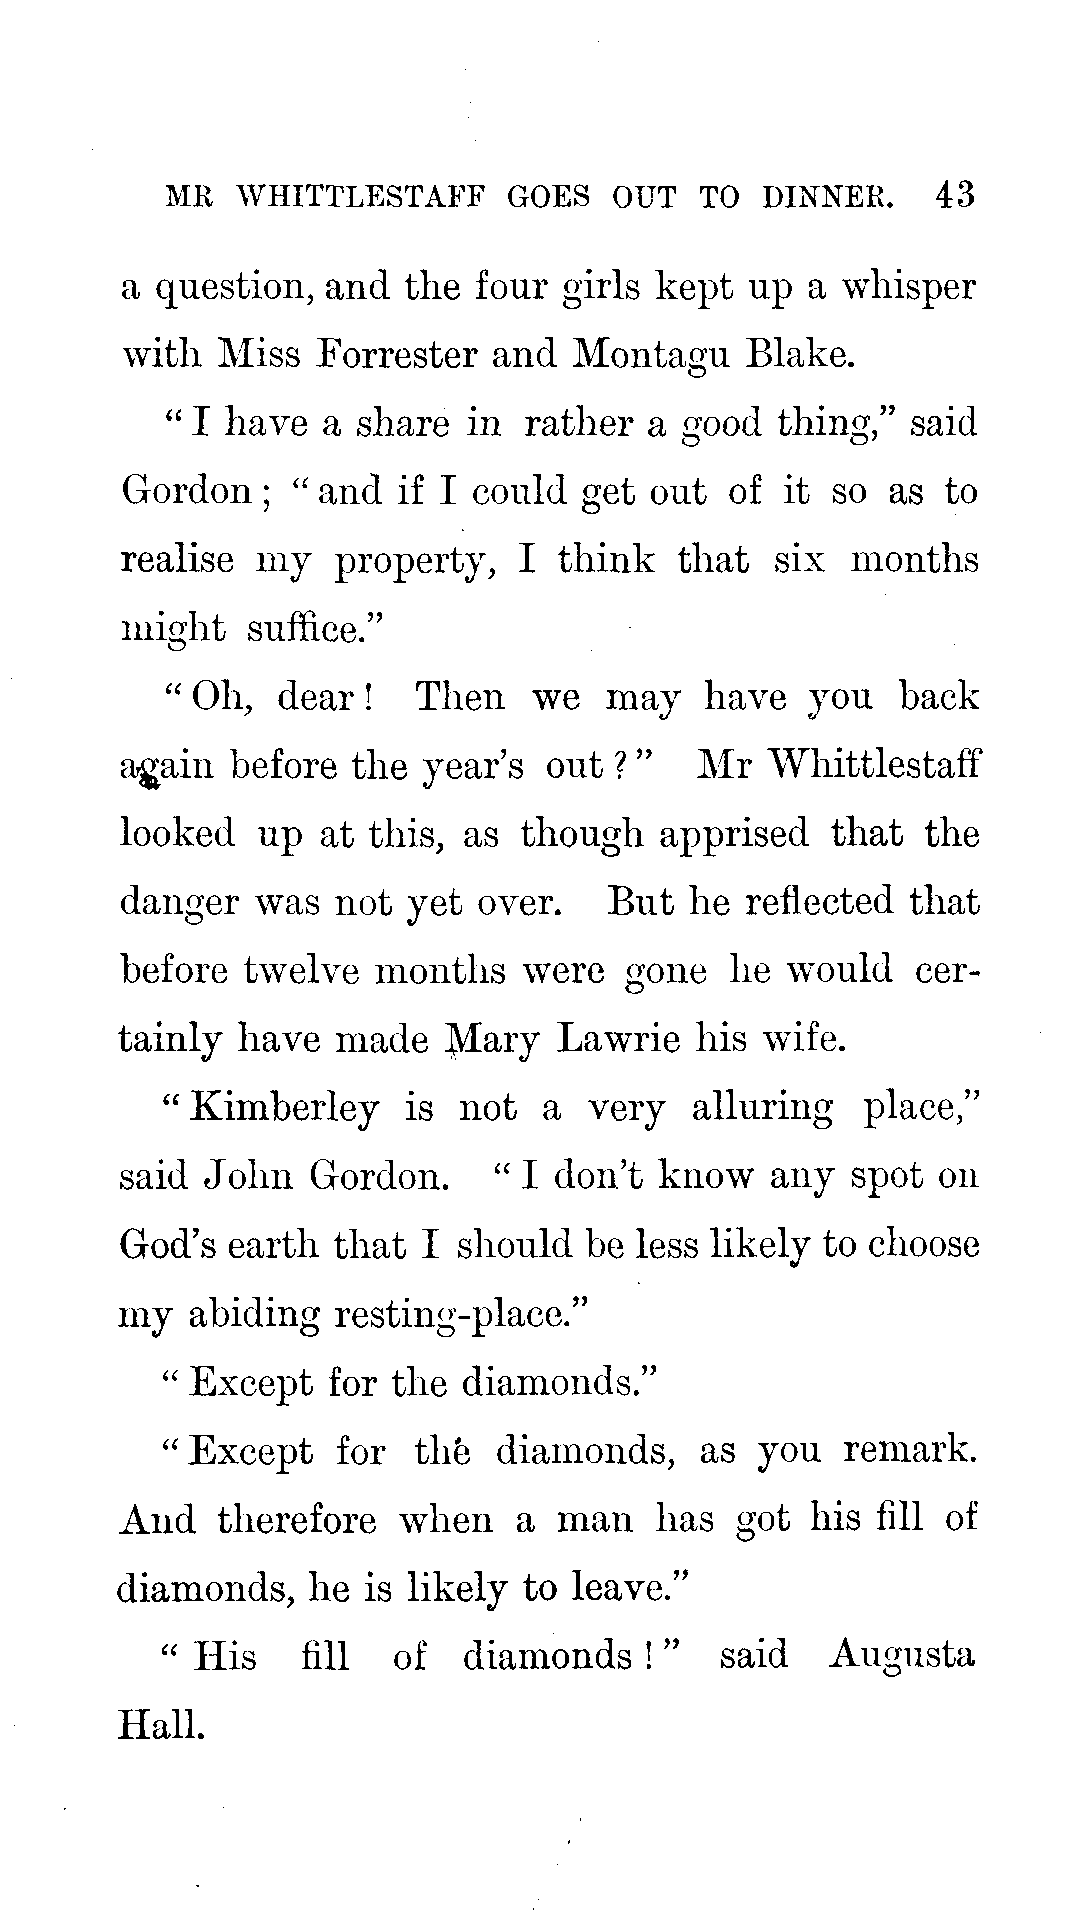 MR WHITTLESTAFF GOES OUT TO DINNER. 43
a question, and the four girls kept up a whisper
with Miss Forrester and Montagu Blake.
“I have a share in rather a good thing,” said
Gordon; “and if I could get out of it so as to
realise my property, I think that six months
might suffice.”
“Oh, dear! Then we may have you back
again before the year’s out?” Mr Whittlestaff
looked up at this, as though apprised that the
danger was not yet over. But he reflected that
before twelve months were gone he would cer-
tainly have made Mary Lawrie his wife.
“Kimberley is not a very alluring place,”
said John Gordon. “I don’t know any spot on
God’s earth that I should be less likely to choose
my abiding resting-place.”
“Except for the diamonds.”
“Except for the diamonds, as you remark.
And therefore when a man has got his fill of
diamonds, he is likely to leave.”
“His fill of diamonds!” said Augusta
Hall.